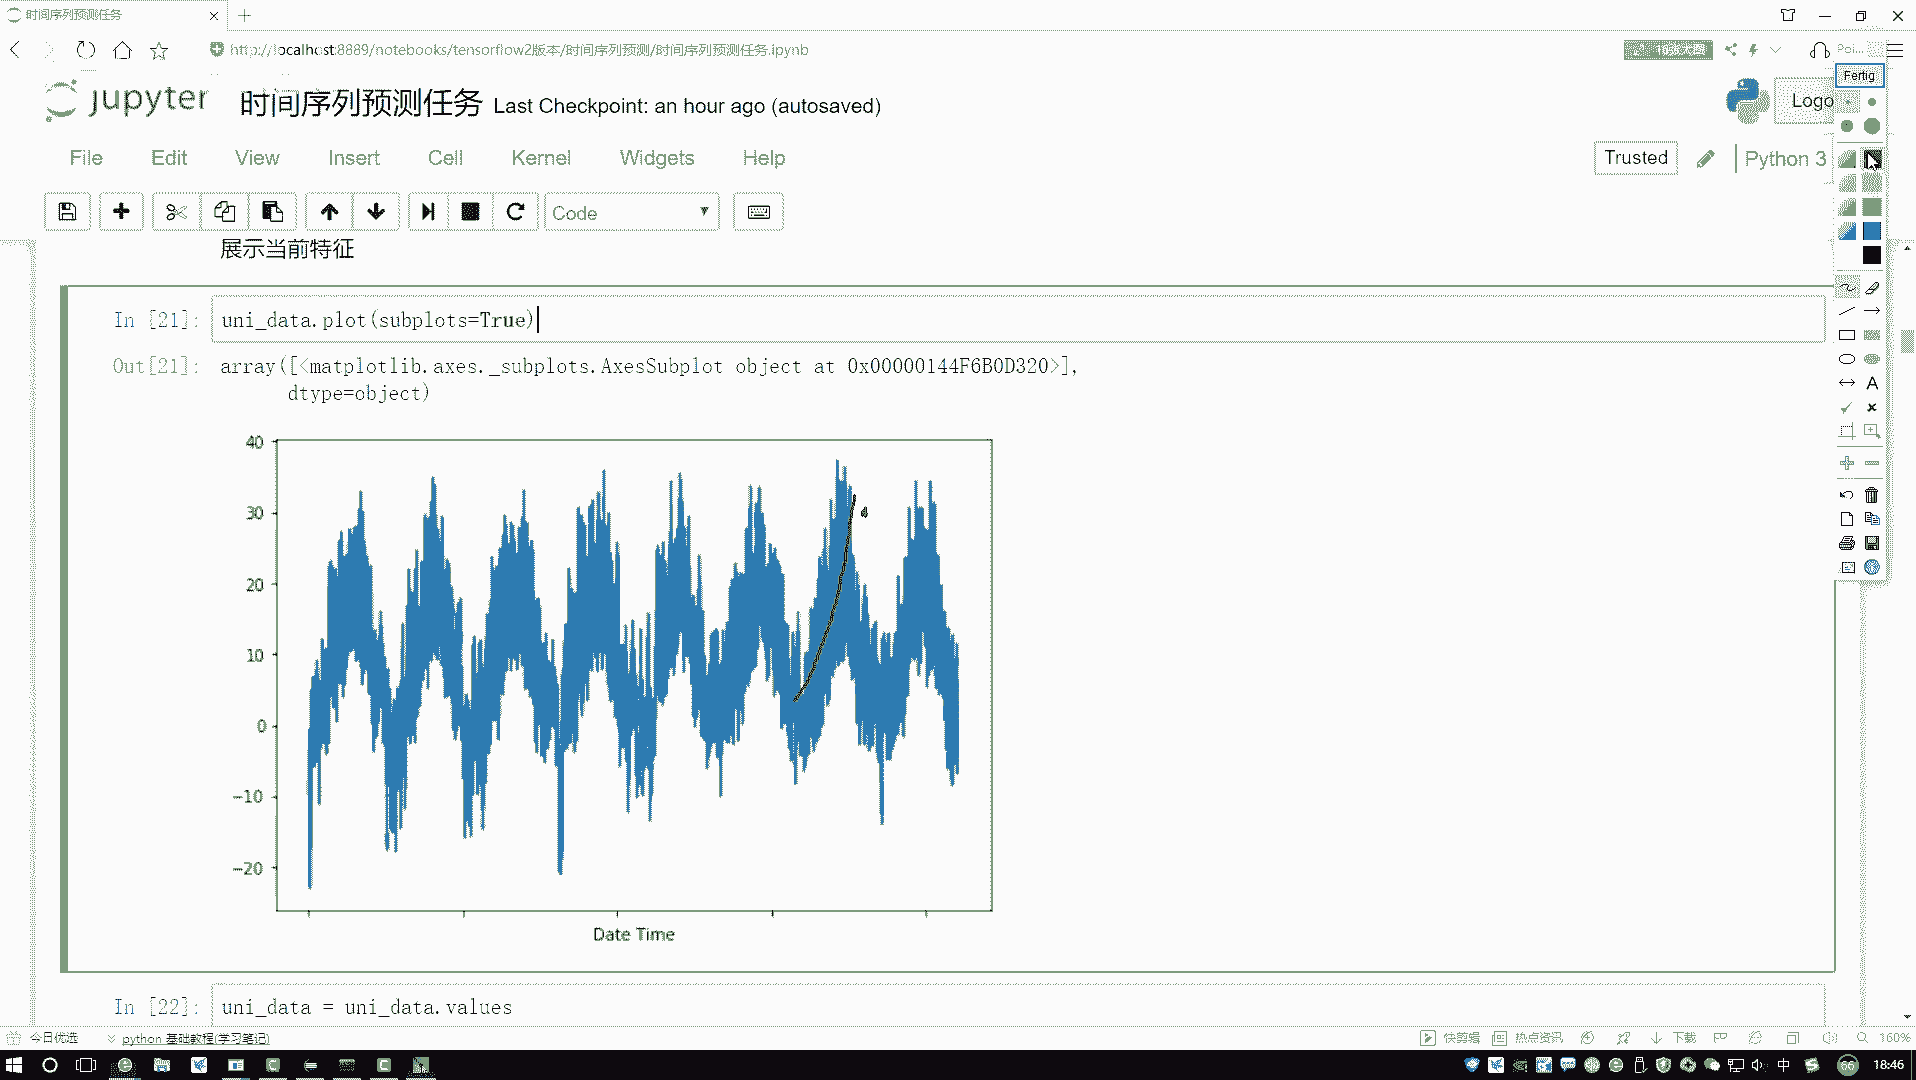 时间序列预测任务
http://localhost:8889/notebooks/tensorflow2版本/时间序列预测/时间序列预测任务.ipynb
Poi...
Fertig
jupyter 时间序列预测任务 Last Checkpoint: an hour ago (autosaved)
Logo
File Edit View Insert Cell Kernel Widgets Help
Trusted
Python 3
Code
展示当前特征
In [21]: uni_data.plot(subplots=True)
Out[21]: array([<matplotlib.axes._subplots.AxesSubplot object at 0x00000144F6B0D320>],
dtype=object)
40
30
20
10
0
−10
−20
Date Time
In [22]: uni_data = uni_data.values
今日优选
python 基础教程(学习笔记)
快剪辑
热点资讯
下载
160%
中
66
18:46